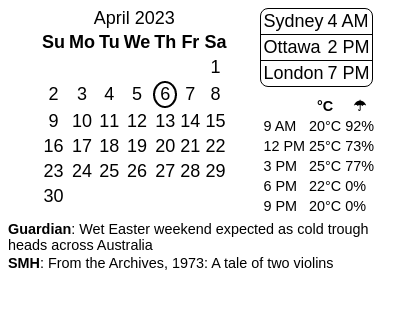 April 2023
Su Mo Tu We Th Fr Sa
1
2 3 4 5 6 7 8
9 10 11 12 13 14 15
16 17 18 19 20 21 22
23 24 25 26 27 28 29
30
Sydney 4 AM
Ottawa 2 PM
London 7 PM
°C ☂
9 AM 20°C 92%
12 PM 25°C 73%
3 PM 25°C 77%
6 PM 22°C 0%
9 PM 20°C 0%
Guardian: Wet Easter weekend expected as cold trough
heads across Australia
SMH: From the Archives, 1973: A tale of two violins